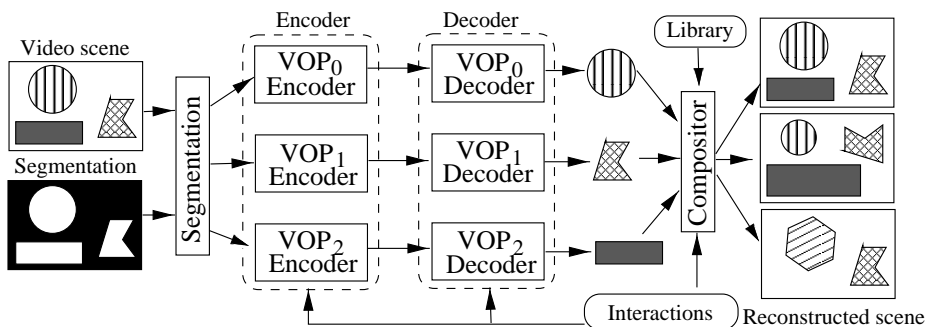 Encoder
Decoder
Library
Video scene
Segmentation
Segmentation
VOP0
Encoder
VOP0
Decoder
VOP1
Encoder
VOP1
Decoder
VOP2
Encoder
VOP2
Decoder
Compositor
Interactions
Reconstructed scene